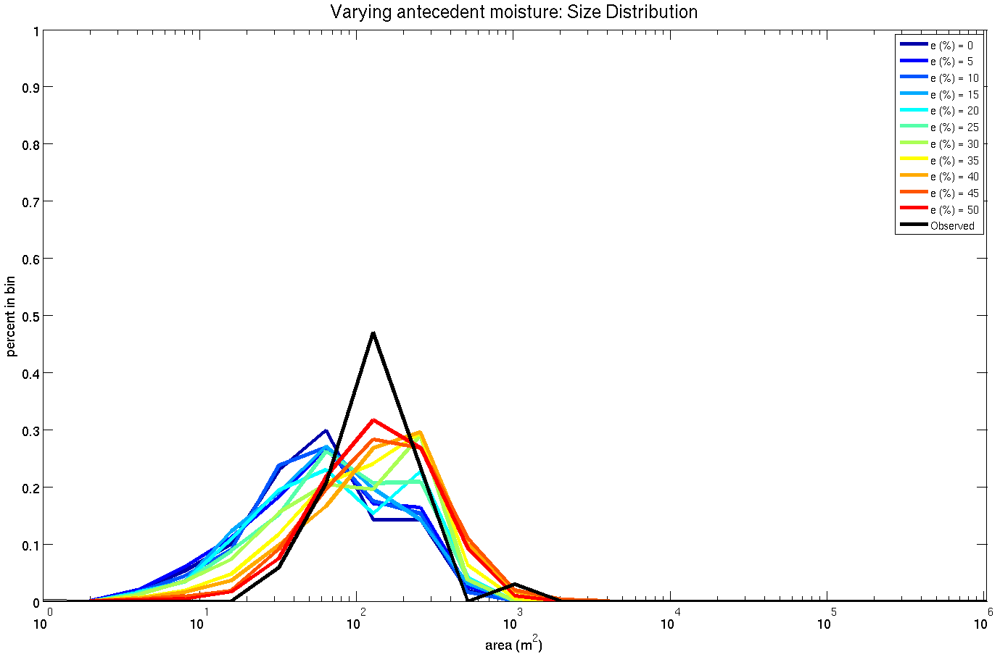 Varying antecedent moisture: Size Distribution
1
0.9
0.8
0.7
0.6
0.5
0.4
0.3
0.2
0.1
0
percent in bin
e (%) = 0
e (%) = 5
e (%) = 10
e (%) = 15
e (%) = 20
e (%) = 25
e (%) = 30
e (%) = 35
e (%) = 40
e (%) = 45
e (%) = 50
Observed
10^0 10^1 10^2 10^3 10^4 10^5 10^6
area (m^2)